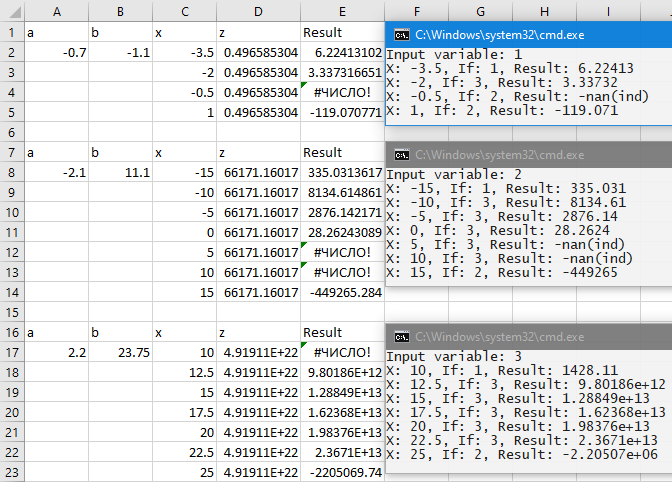 A B C D E F G H I
1 a b x z Result
2 -0.7 -1.1 -3.5 0.496585304 6.22413102
3 -2 0.496585304 3.337316651
4 -0.5 0.496585304 #ЧИСЛО!
5 1 0.496585304 -119.070771
6
7 a b x z Result
8 -2.1 11.1 -15 66171.16017 335.0313617
9 -10 66171.16017 8134.614861
10 -5 66171.16017 2876.142171
11 0 66171.16017 28.26243089
12 5 66171.16017 #ЧИСЛО!
13 10 66171.16017 #ЧИСЛО!
14 15 66171.16017 -449265.284
15
16 a b x z Result
17 2.2 23.75 10 4.91911E+22 #ЧИСЛО!
18 12.5 4.91911E+22 9.80186E+12
19 15 4.91911E+22 1.28849E+13
20 17.5 4.91911E+22 1.62368E+13
21 20 4.91911E+22 1.98376E+13
22 22.5 4.91911E+22 2.3671E+13
23 25 4.91911E+22 -2205069.74
C:\Windows\system32\cmd.exe
Input variable: 1
X: -3.5, If: 1, Result: 6.22413
X: -2, If: 3, Result: 3.33732
X: -0.5, If: 2, Result: -nan(ind)
X: 1, If: 2, Result: -119.071
C:\Windows\system32\cmd.exe
Input variable: 2
X: -15, If: 1, Result: 335.031
X: -10, If: 3, Result: 8134.61
X: -5, If: 3, Result: 2876.14
X: 0, If: 3, Result: 28.2624
X: 5, If: 3, Result: -nan(ind)
X: 10, If: 3, Result: -nan(ind)
X: 15, If: 2, Result: -449265
C:\Windows\system32\cmd.exe
Input variable: 3
X: 10, If: 1, Result: 1428.11
X: 12.5, If: 3, Result: 9.80186e+12
X: 15, If: 3, Result: 1.28849e+13
X: 17.5, If: 3, Result: 1.62368e+13
X: 20, If: 3, Result: 1.98376e+13
X: 22.5, If: 3, Result: 2.3671e+13
X: 25, If: 2, Result: -2.20507e+06